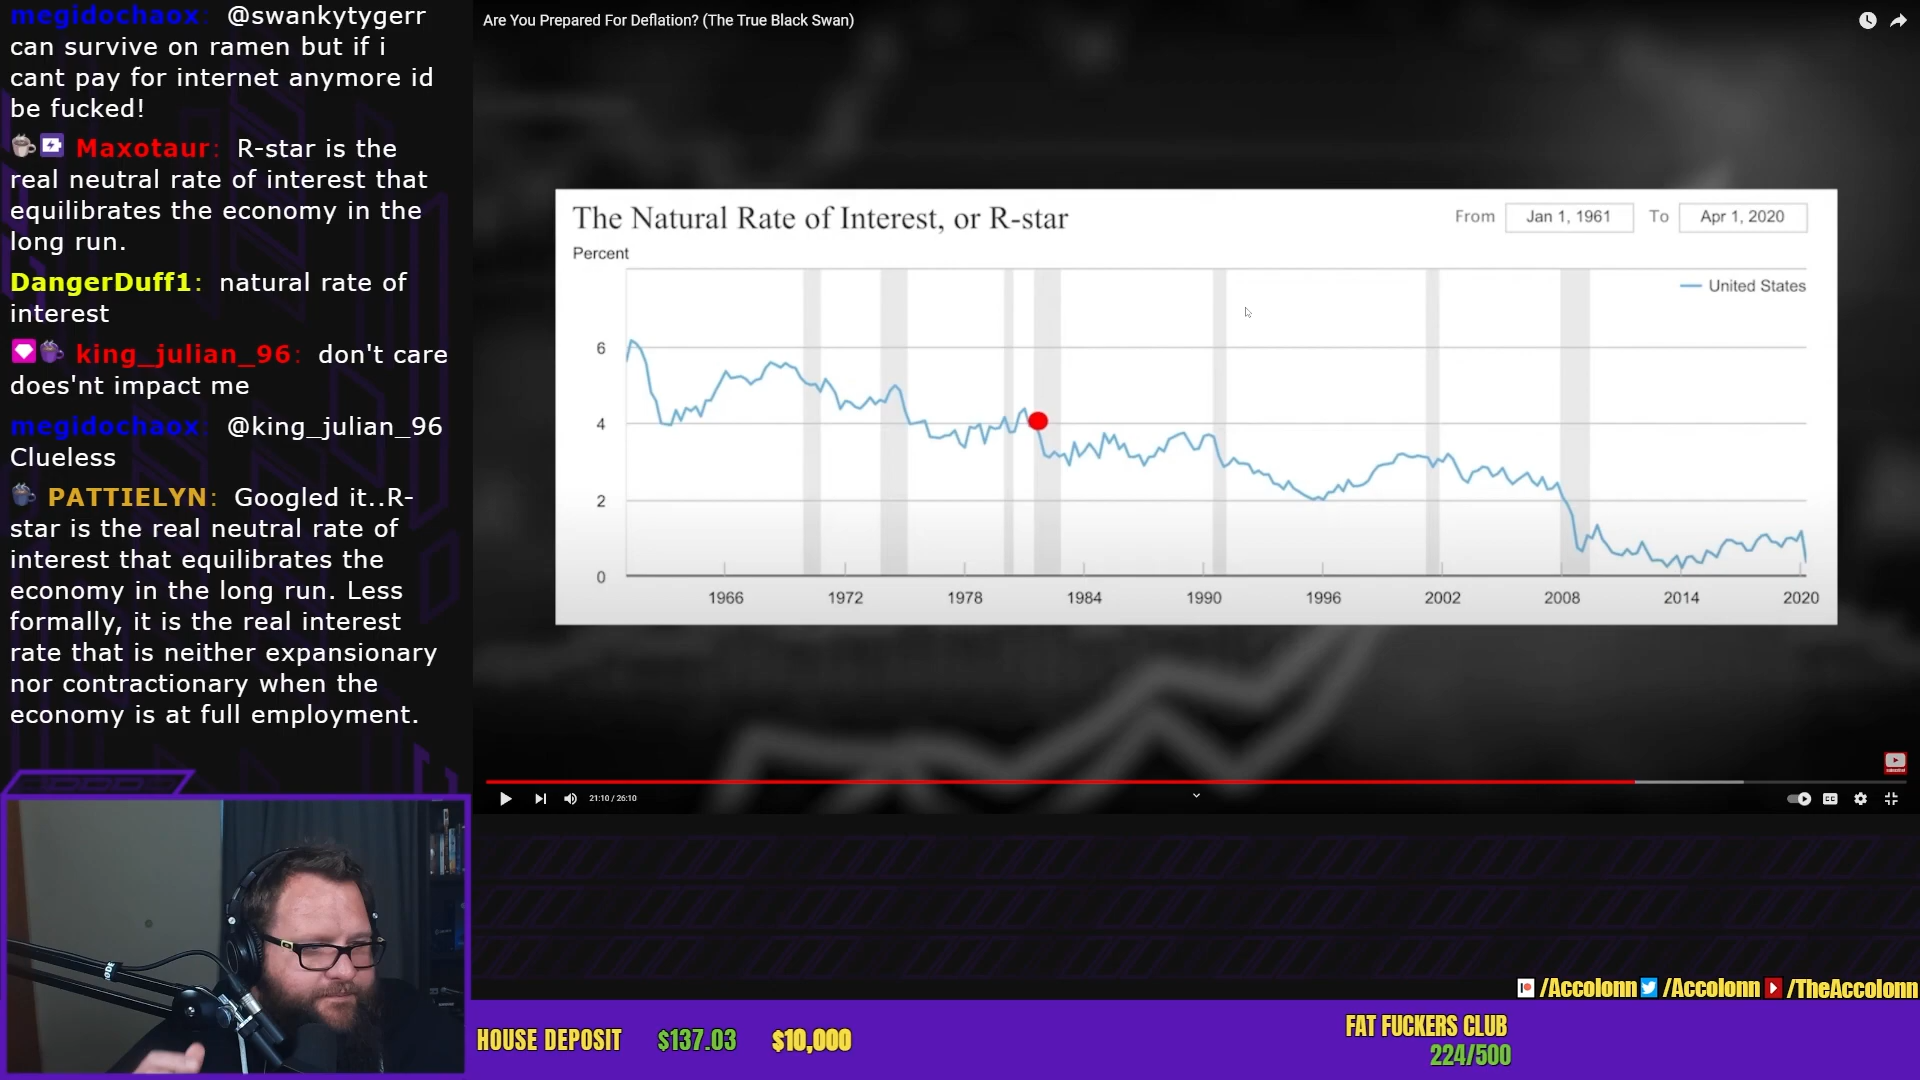 megidochaox: @swankytygerr
can survive on ramen but if i
cant pay for internet anymore id
be fucked!
Maxotaur: R-star is the
real neutral rate of interest that
equilibrates the economy in the
long run.
DangerDuff1: natural rate of
interest
king_julian_96: don't care
does'nt impact me
megidochaox: @king_julian_96
Clueless
PATTIELYN: Googled it..R-
star is the real neutral rate of
interest that equilibrates the
economy in the long run. Less
formally, it is the real interest
rate that is neither expansionary
nor contractionary when the
economy is at full employment.
Are You Prepared For Deflation? (The True Black Swan)
The Natural Rate of Interest, or R-star
From Jan 1, 1961 To Apr 1, 2020
Percent
United States
6
4
2
0
1966 1972 1978 1984 1990 1996 2002 2008 2014 2020
21:10 / 26:10
CC
RODE
/Accolonn /Accolonn /TheAccolonn
HOUSE DEPOSIT $137.03 $10,000
FAT FUCKERS CLUB
224/500